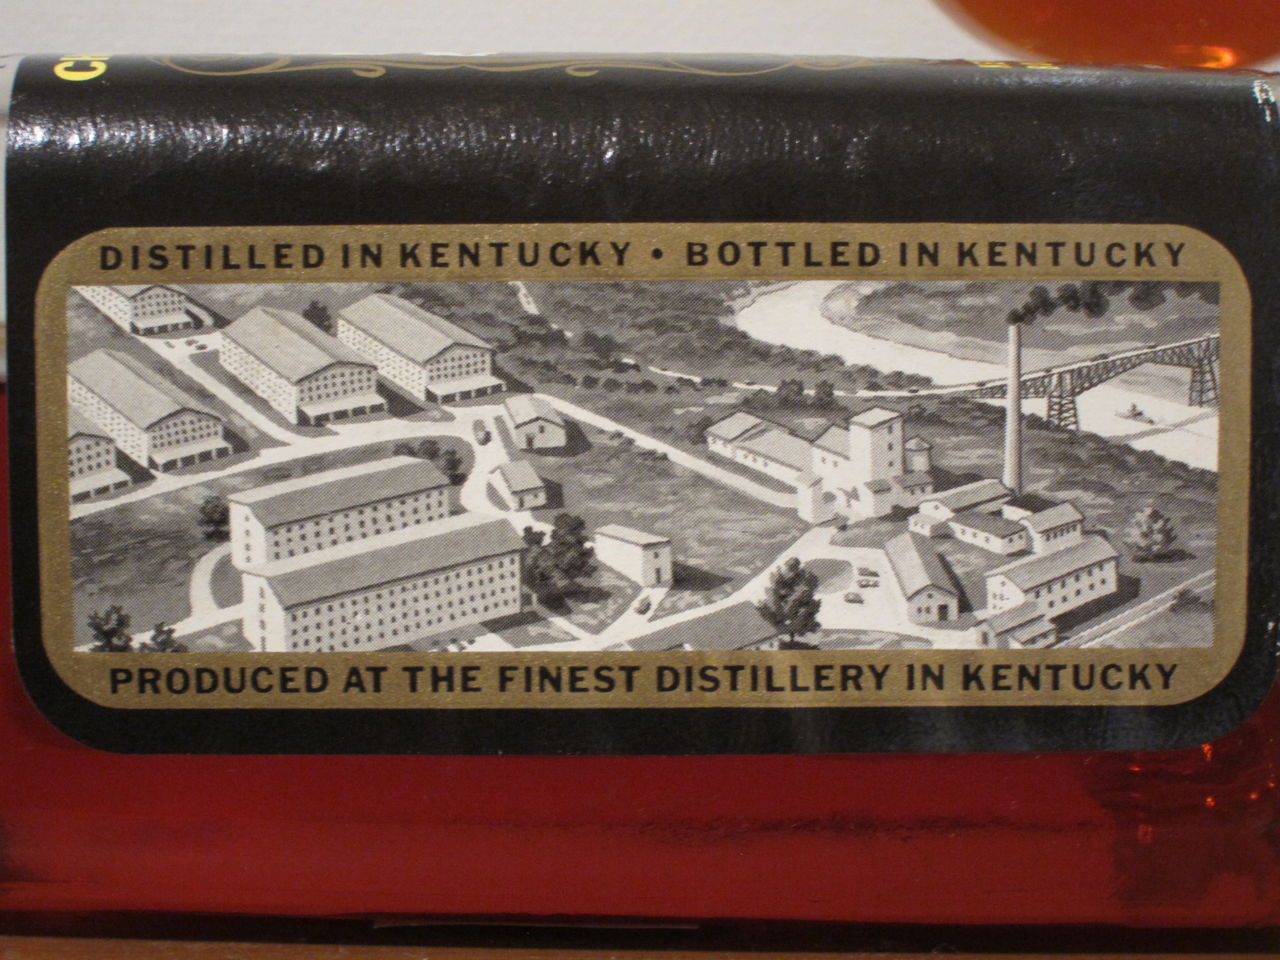 DISTILLED IN KENTUCKY • BOTTLED IN KENTUCKY
PRODUCED AT THE FINEST DISTILLERY IN KENTUCKY